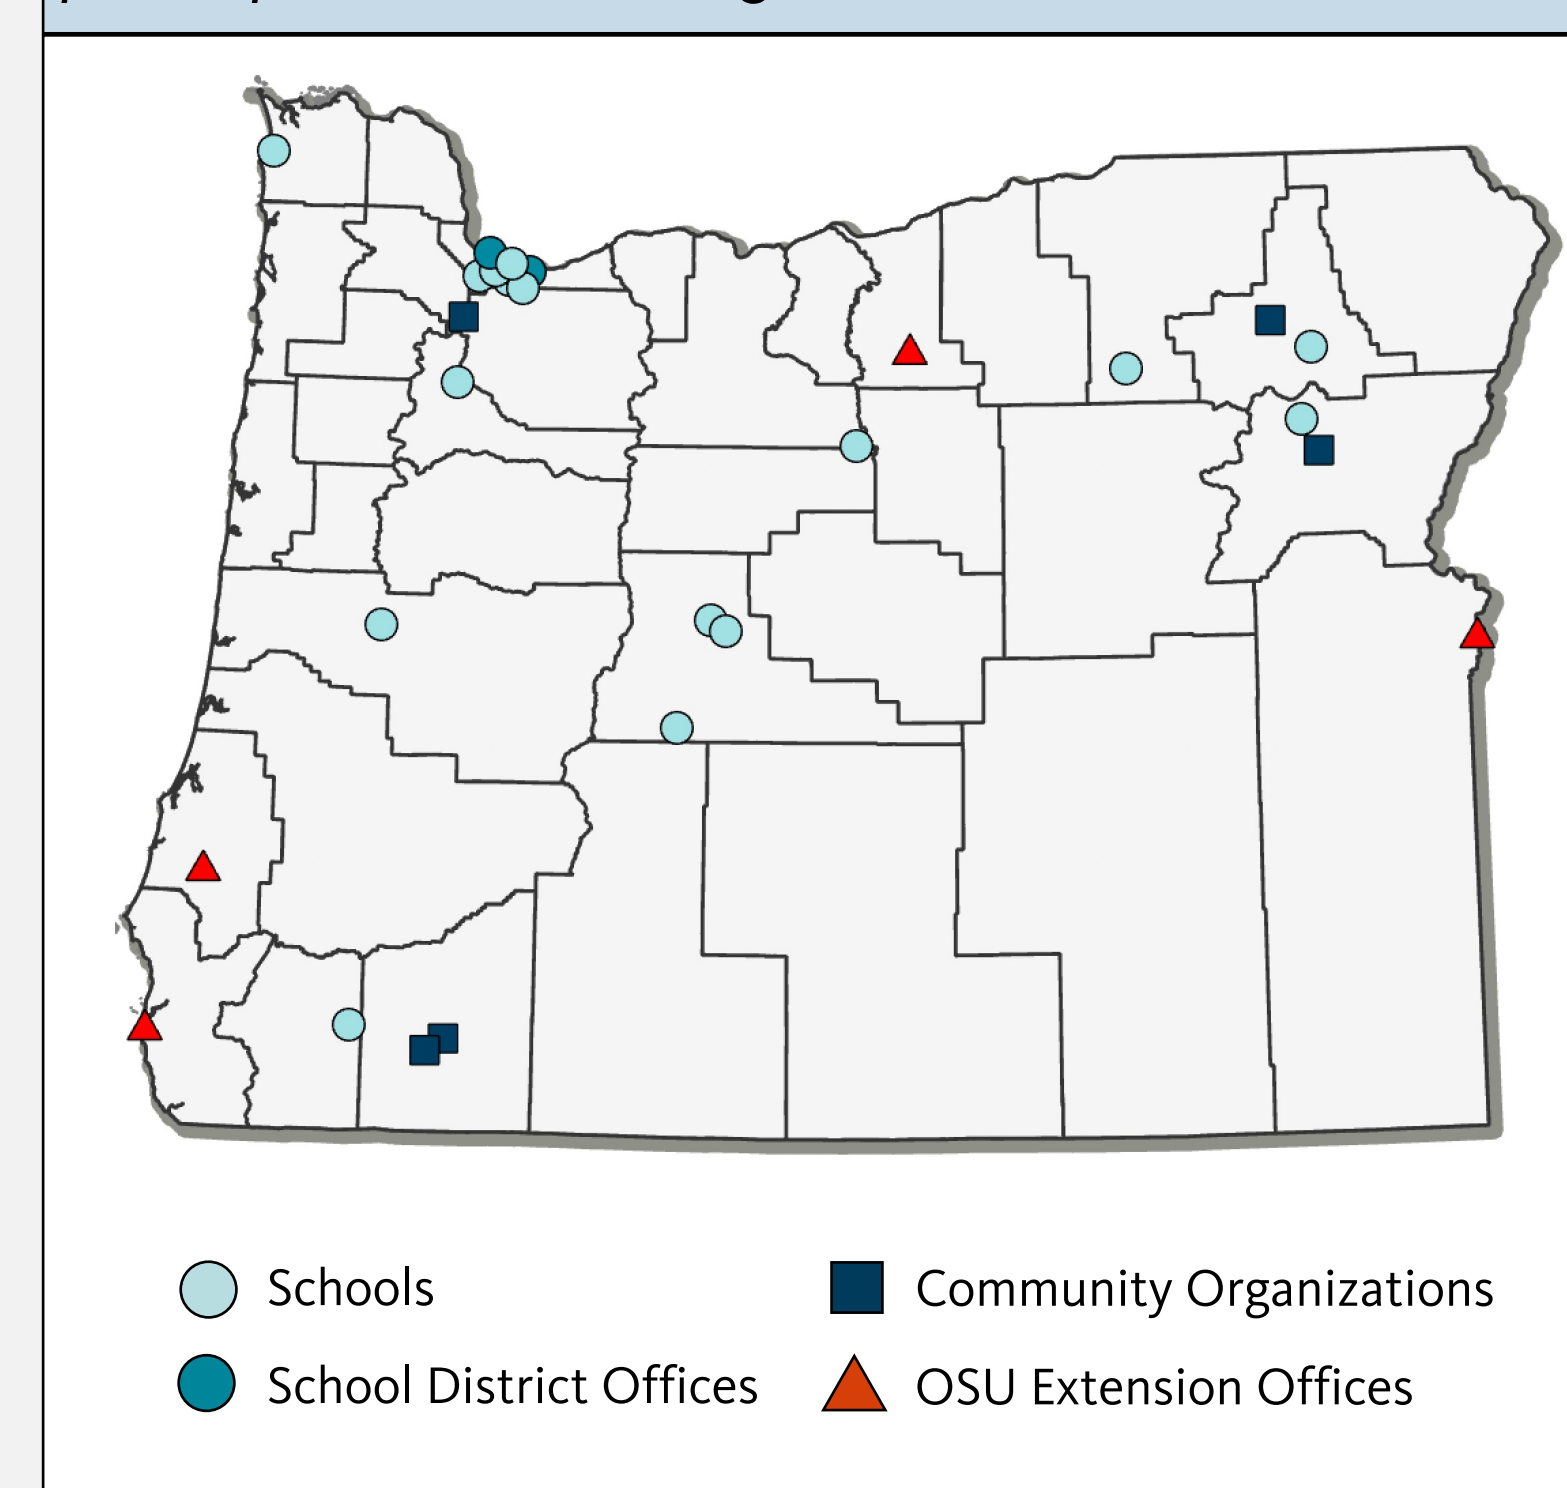 Schools
Community Organizations
School District Offices
OSU Extension Offices